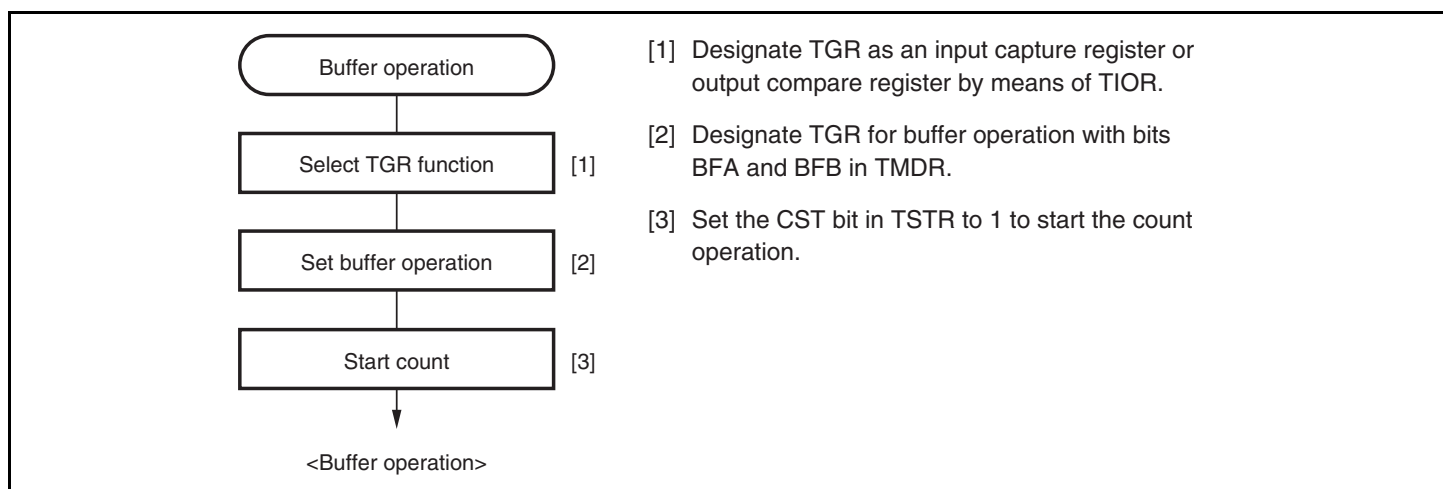 Buffer operation
Select TGR function
[1]
Set buffer operation
[2]
Start count
[3]
<Buffer operation>
[1] Designate TGR as an input capture register or
output compare register by means of TIOR.
[2] Designate TGR for buffer operation with bits
BFA and BFB in TMDR.
[3] Set the CST bit in TSTR to 1 to start the count
operation.